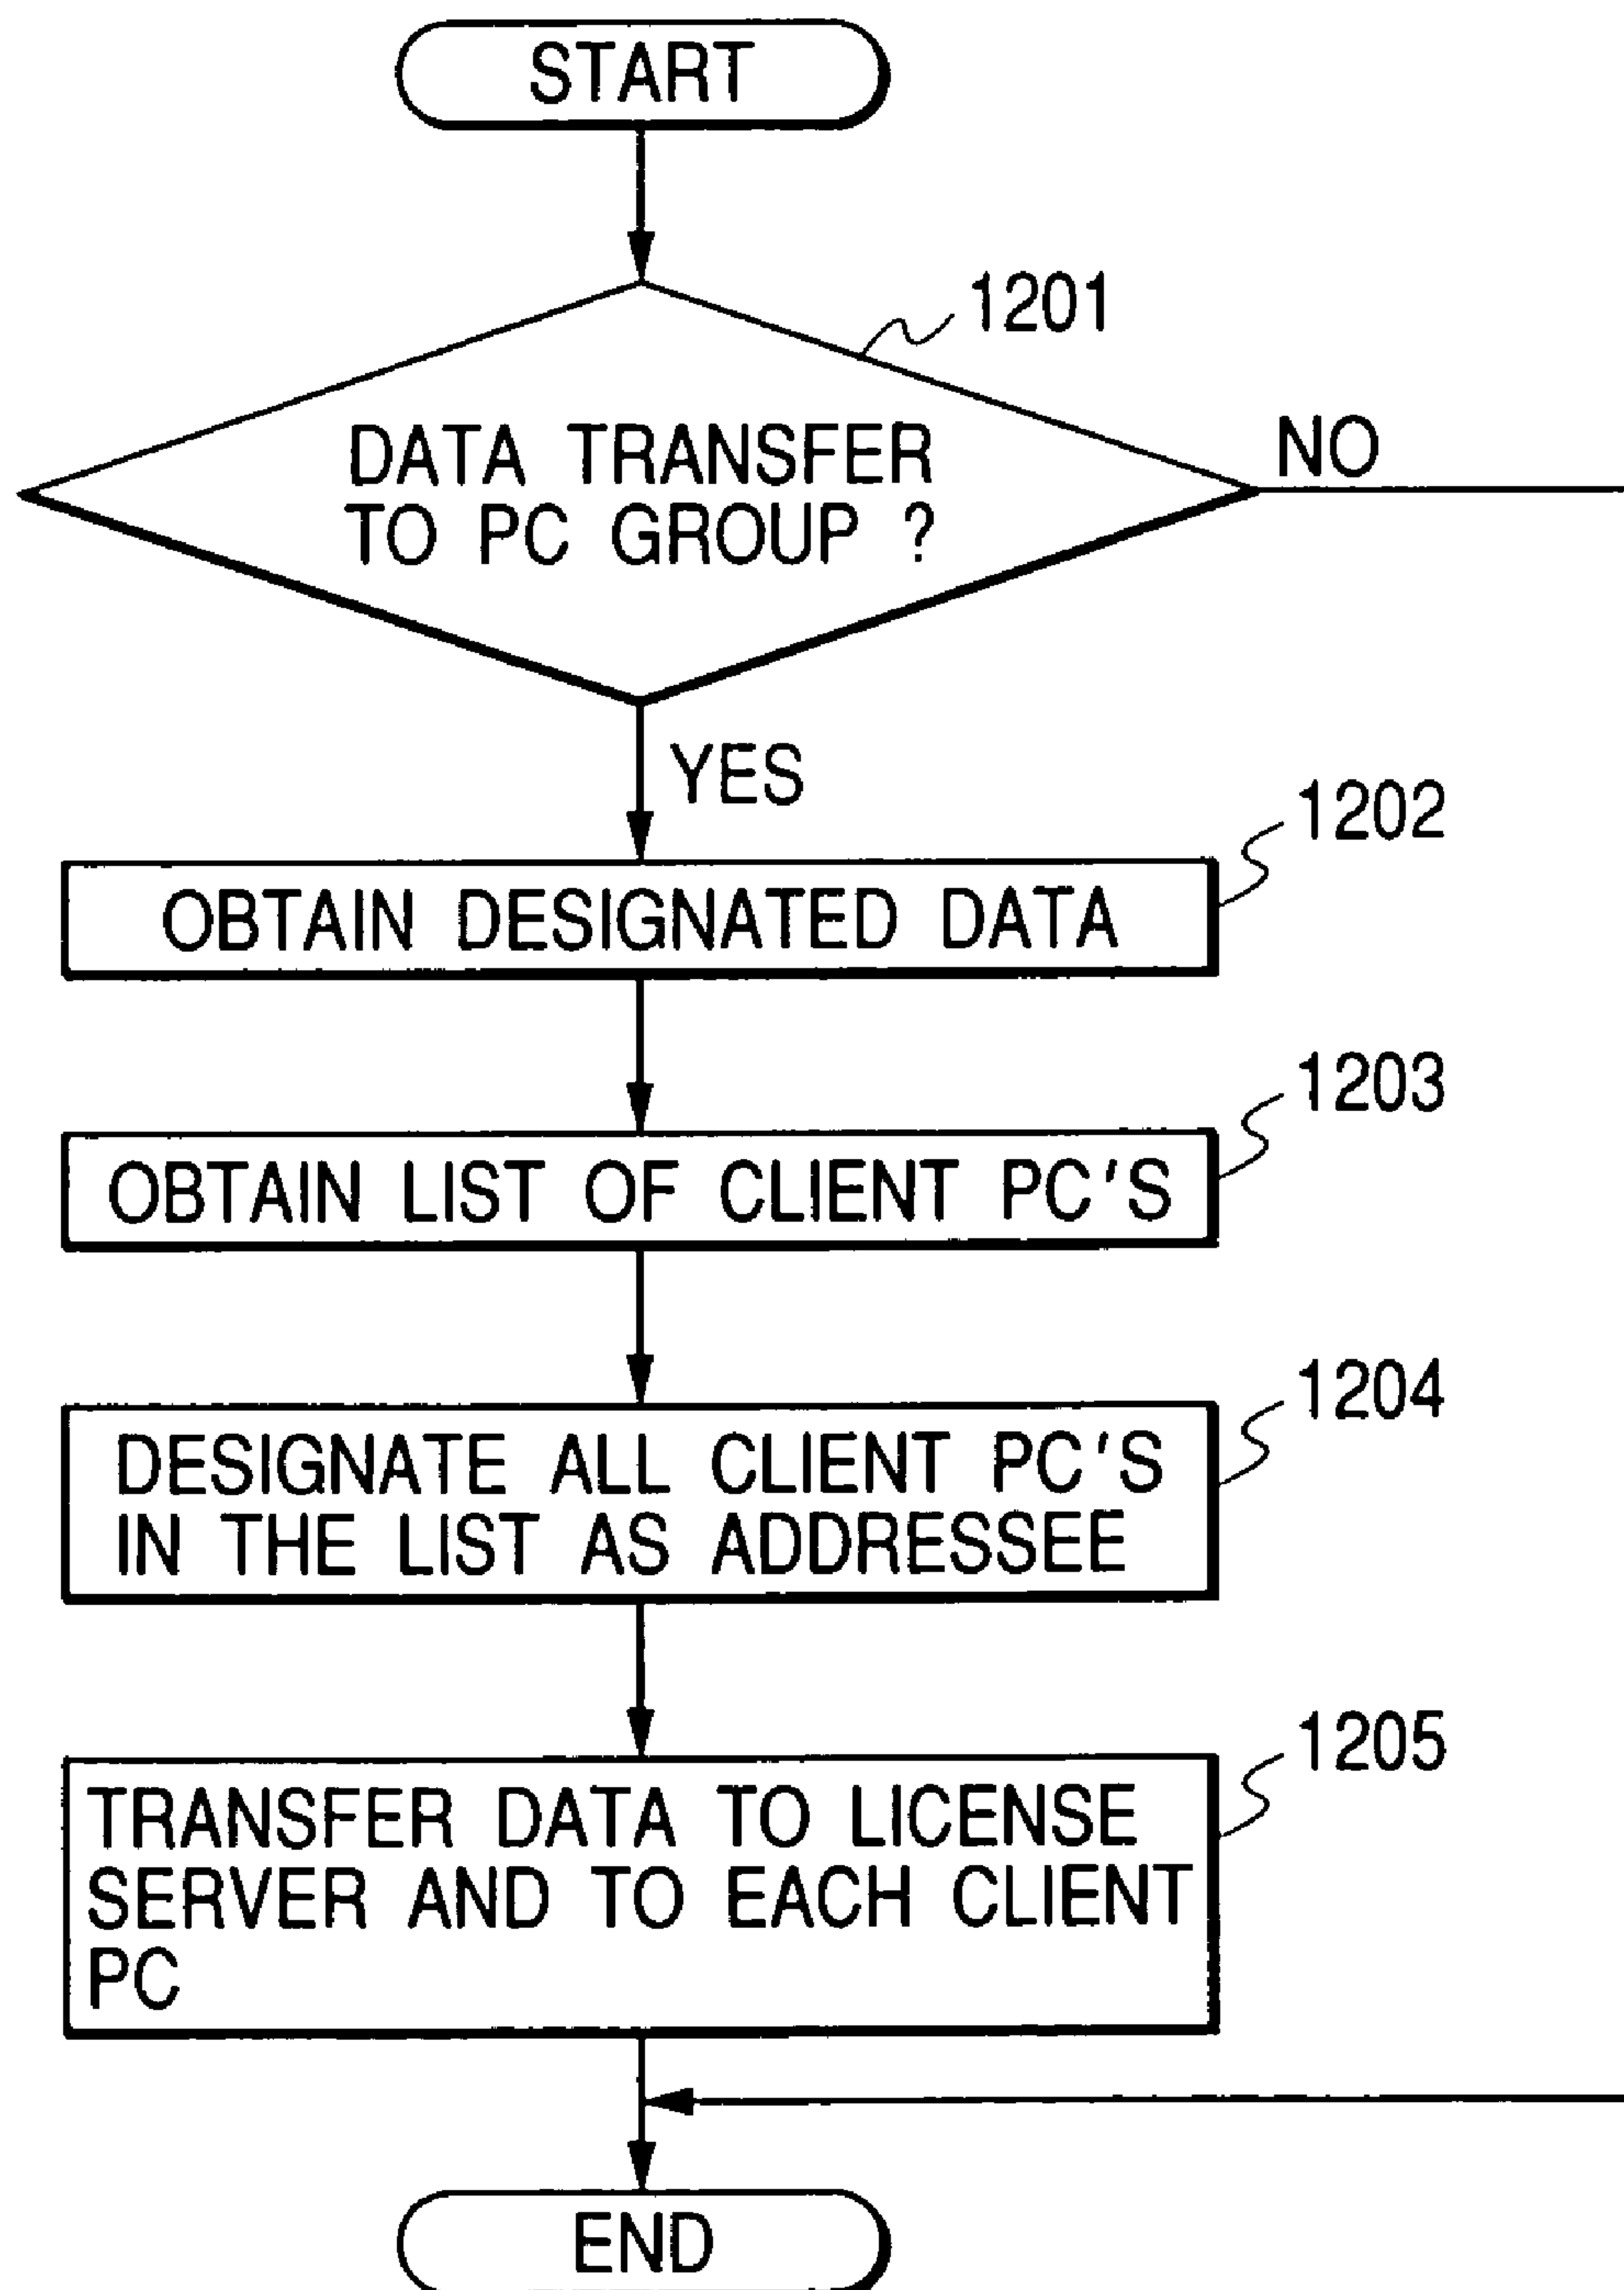 START
1201
DATA TRANSFER
TO PC GROUP ?
NO
YES
1202
OBTAIN DESIGNATED DATA
1203
OBTAIN LIST OF CLIENT PC'S
1204
DESIGNATE ALL CLIENT PC'S
IN THE LIST AS ADDRESSEE
1205
TRANSFER DATA TO LICENSE
SERVER AND TO EACH CLIENT
PC
END